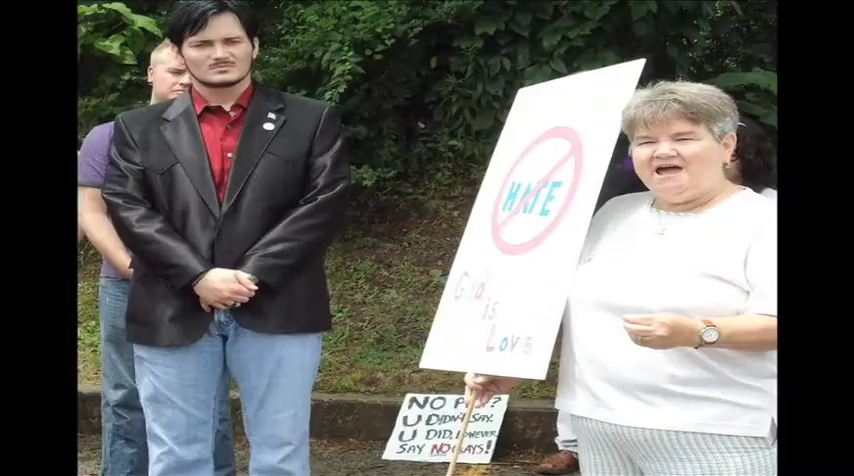 HATE
God
is
Love
NO P
?
U DIDN'T SAY.
U DID, HOWEVER
SAY NO GAYS!